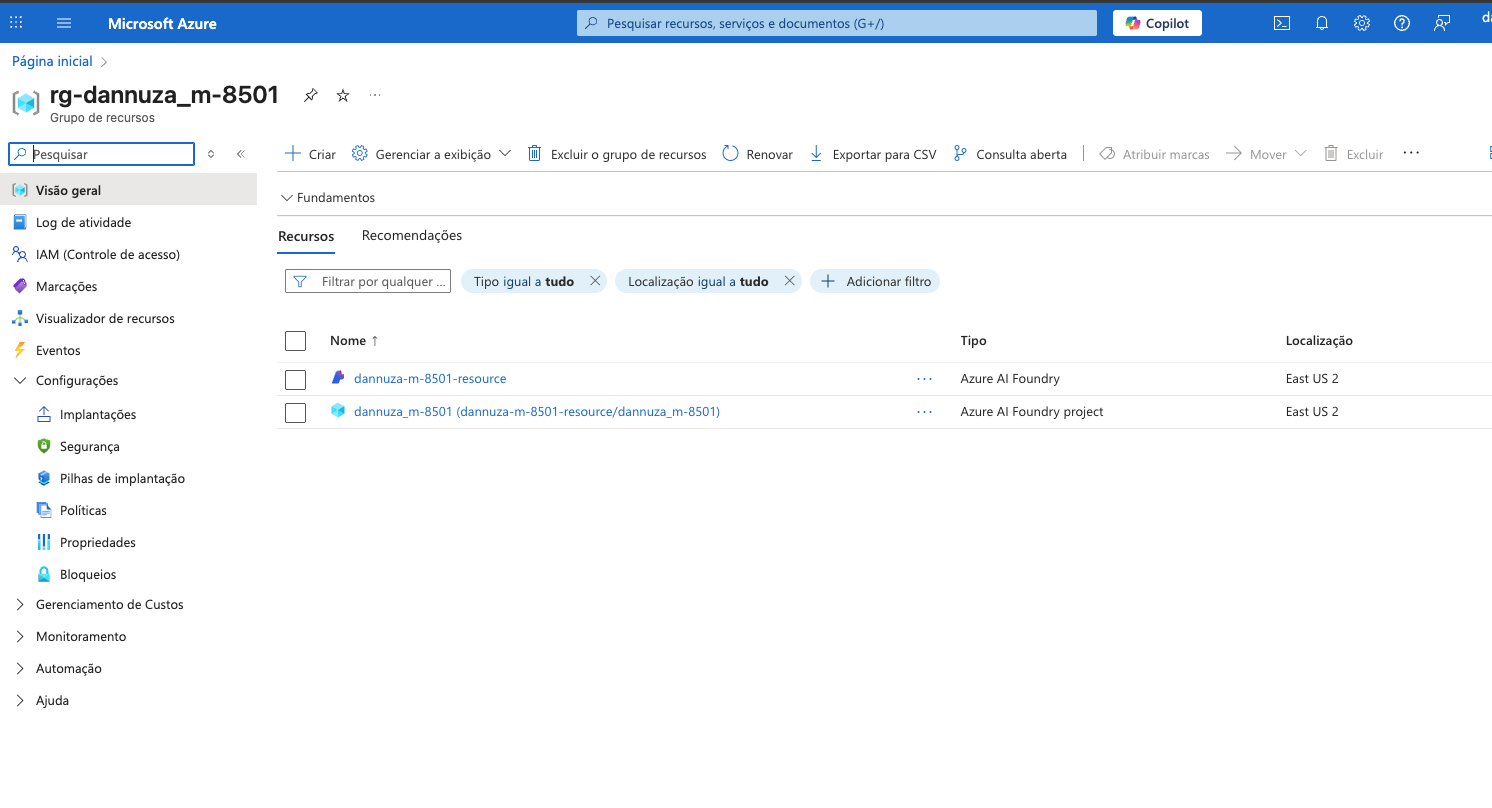 Microsoft Azure
Pesquisar recursos, serviços e documentos (G+/)
Copilot
Página inicial
rg-dannuza_m-8501
Grupo de recursos
Pesquisar
Criar
Gerenciar a exibição
Excluir o grupo de recursos
Renovar
Exportar para CSV
Consulta aberta
Atribuir marcas
Mover
Excluir
Visão geral
Log de atividade
IAM (Controle de acesso)
Marcações
Visualizador de recursos
Eventos
Configurações
Implantações
Segurança
Pilhas de implantação
Políticas
Propriedades
Bloqueios
Gerenciamento de Custos
Monitoramento
Automação
Ajuda
Fundamentos
Recursos
Recomendações
Filtrar por qualquer ...
Tipo igual a tudo
Localização igual a tudo
Adicionar filtro
Nome ↑ Tipo Localização
dannuza-m-8501-resource ... Azure AI Foundry East US 2
dannuza_m-8501 (dannuza-m-8501-resource/dannuza_m-8501) ... Azure AI Foundry project East US 2